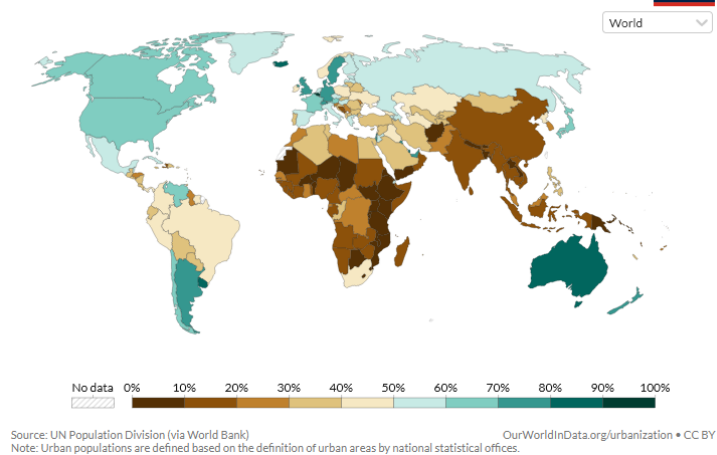 World
No data 0% 10% 20% 30% 40% 50% 60% 70% 80% 90% 100%
Source: UN Population Division (via World Bank) OurWorldInData.org/urbanization • CC BY
Note: Urban populations are defined based on the definition of urban areas by national statistical offices.